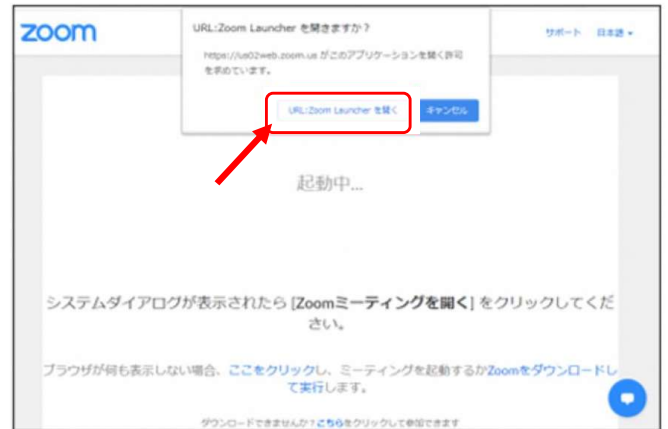 zoom
サポート 日本語
URL:Zoom Launcher を開きますか？
https://us02web.zoom.us がこのアプリケーションを開く許可
を求めています。
URL:Zoom Launcher を開く キャンセル
起動中...
システムダイアログが表示されたら [Zoomミーティングを開く] をクリックしてくだ
さい。
ブラウザが何も表示しない場合、ここをクリックし、ミーティングを起動するかZoomをダウンロードし
て実行します。
ダウンロードできませんか？こちらをクリックして参加できます